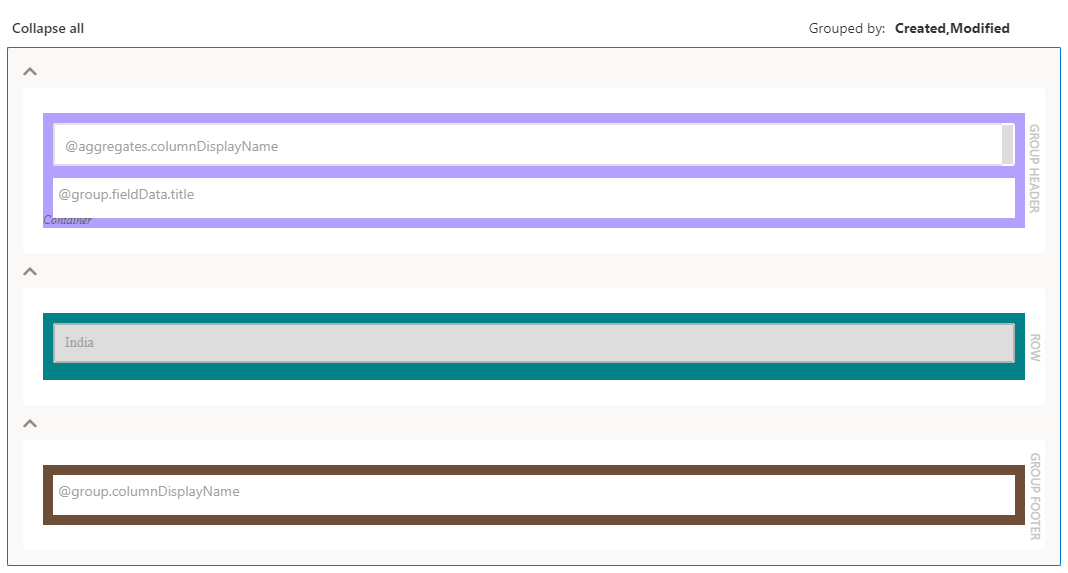 Collapse all
Grouped by: Created,Modified
@aggregates.columnDisplayName
@group.fieldData.title
Container
GROUP HEADER
India
ROW
@group.columnDisplayName
GROUP FOOTER